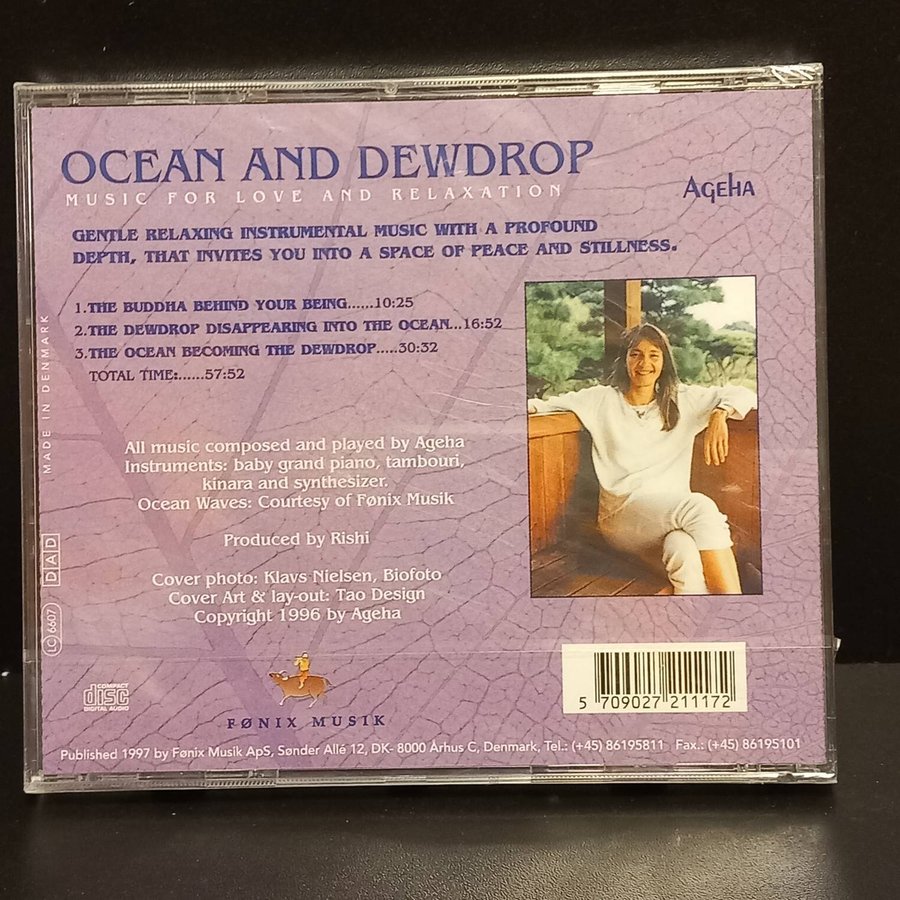 OCEAN AND DEWDROP
MUSIC FOR LOVE AND RELAXATION
AGEHA
GENTLE RELAXING INSTRUMENTAL MUSIC WITH A PROFOUND
DEPTH, THAT INVITES YOU INTO A SPACE OF PEACE AND STILLNESS.
1.THE BUDDHA BEHIND YOUR BEING......10:25
2.THE DEWDROP DISAPPEARING INTO THE OCEAN...16:52
3.THE OCEAN BECOMING THE DEWDROP.....30:32
TOTAL TIME:......57:52
All music composed and played by Ageha
Instruments: baby grand piano, tambouri,
kinara and synthesizer.
Ocean Waves: Courtesy of Fønix Musik
Produced by Rishi
Cover photo: Klavs Nielsen, Biofoto
Cover Art & lay-out: Tao Design
Copyright 1996 by Ageha
MADE IN DENMARK
DAD
LC 6607
COMPACT
disc
DIGITAL AUDIO
FØNIX MUSIK
5 709027 211172
Published 1997 by Fønix Musik ApS, Sønder Allé 12, DK- 8000 Århus C, Denmark, Tel.: (+45) 86195811 Fax.: (+45) 86195101